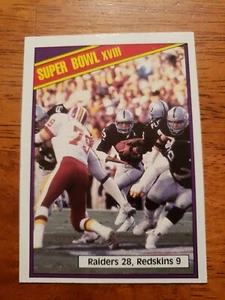 SUPER BOWL XVIII
Raiders 28, Redskins 9